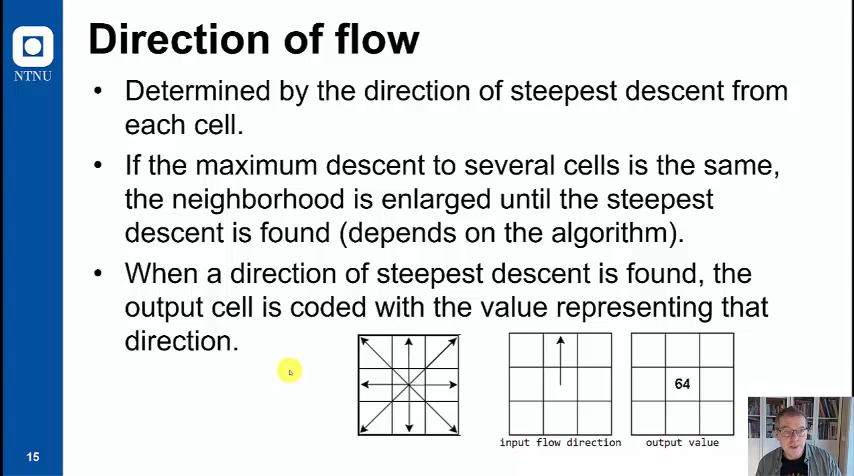 Direction of flow
NTNU
• Determined by the direction of steepest descent from
each cell.
• If the maximum descent to several cells is the same,
the neighborhood is enlarged until the steepest
descent is found (depends on the algorithm).
• When a direction of steepest descent is found, the
output cell is coded with the value representing that
direction.
64
input flow direction
output value
15